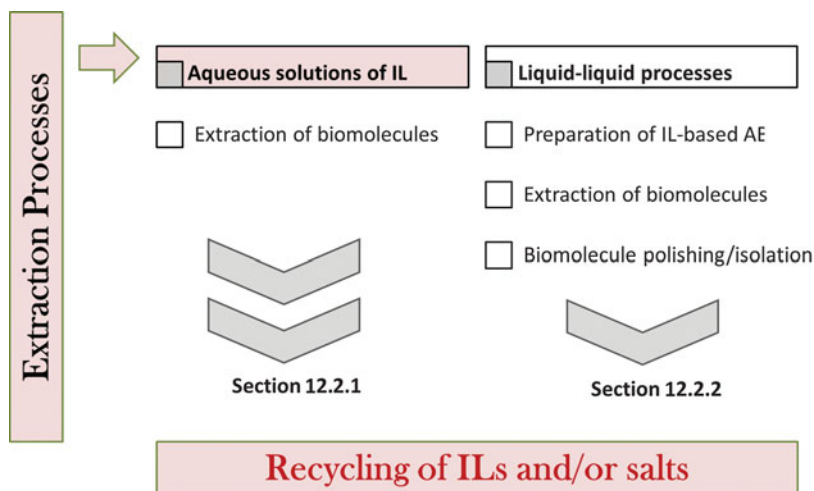 Extraction Processes
Aqueous solutions of IL
Extraction of biomolecules
Section 12.2.1
Liquid-liquid processes
Preparation of IL-based AE
Extraction of biomolecules
Biomolecule polishing/isolation
Section 12.2.2
Recycling of ILs and/or salts